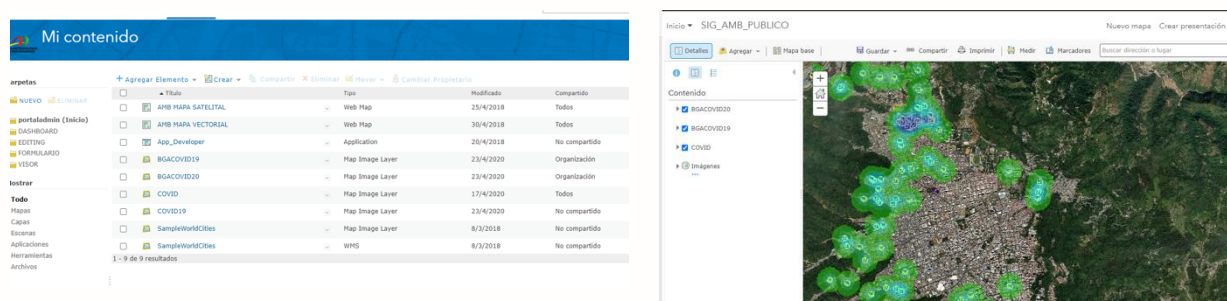 Mi contenido
arpetas
NUEVO ELIMINAR
portaladmin (Inicio)
DASHBOARD
EDITING
FORMULARIO
VISOR
lostrar
Todo
Mapas
Capas
Escenas
Aplicaciones
Herramientas
Archivos
Agregar Elemento Crear Compartir Eliminar Mover Cambiar Propietario
Título Tipo Modificado Compartido
AMB MAPA SATELITAL Web Map 25/4/2018 Todos
AMB MAPA VECTORIAL Web Map 30/4/2018 Todos
App_Developer Application 20/4/2018 No compartido
BGACOVID19 Map Image Layer 23/4/2020 Organización
BGACOVID20 Map Image Layer 23/4/2020 Organización
COVID Map Image Layer 17/4/2020 Todos
COVID19 Map Image Layer 23/4/2020 No compartido
SampleWorldCities Map Image Layer 8/3/2018 No compartido
SampleWorldCities WMS 8/3/2018 No compartido
1 - 9 de 9 resultados
Inicio SIG_AMB_PUBLICO Nuevo mapa Crear presentación
Detalles Agregar Mapa base Guardar Compartir Imprimir Medir Marcadores Buscar dirección o lugar
Contenido
BGACOVID20
BGACOVID19
COVID
Imágenes